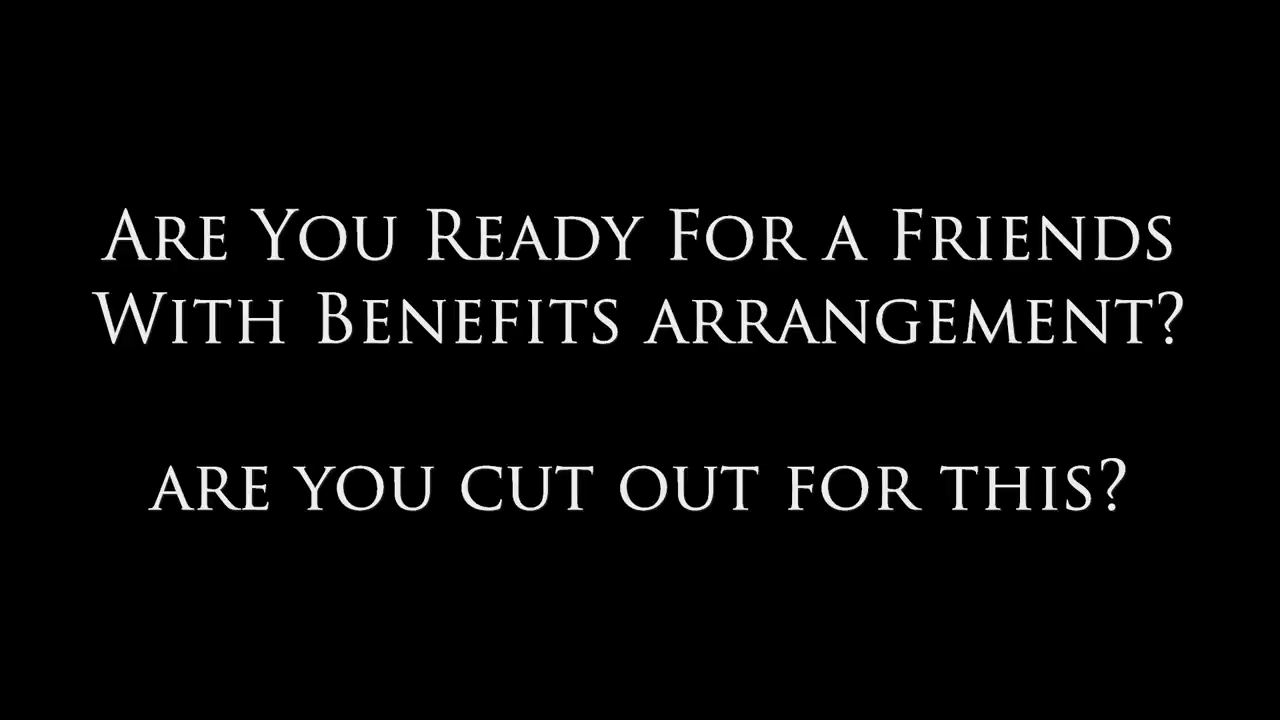 Are You Ready For a Friends
With Benefits arrangement?
are you cut out for this?